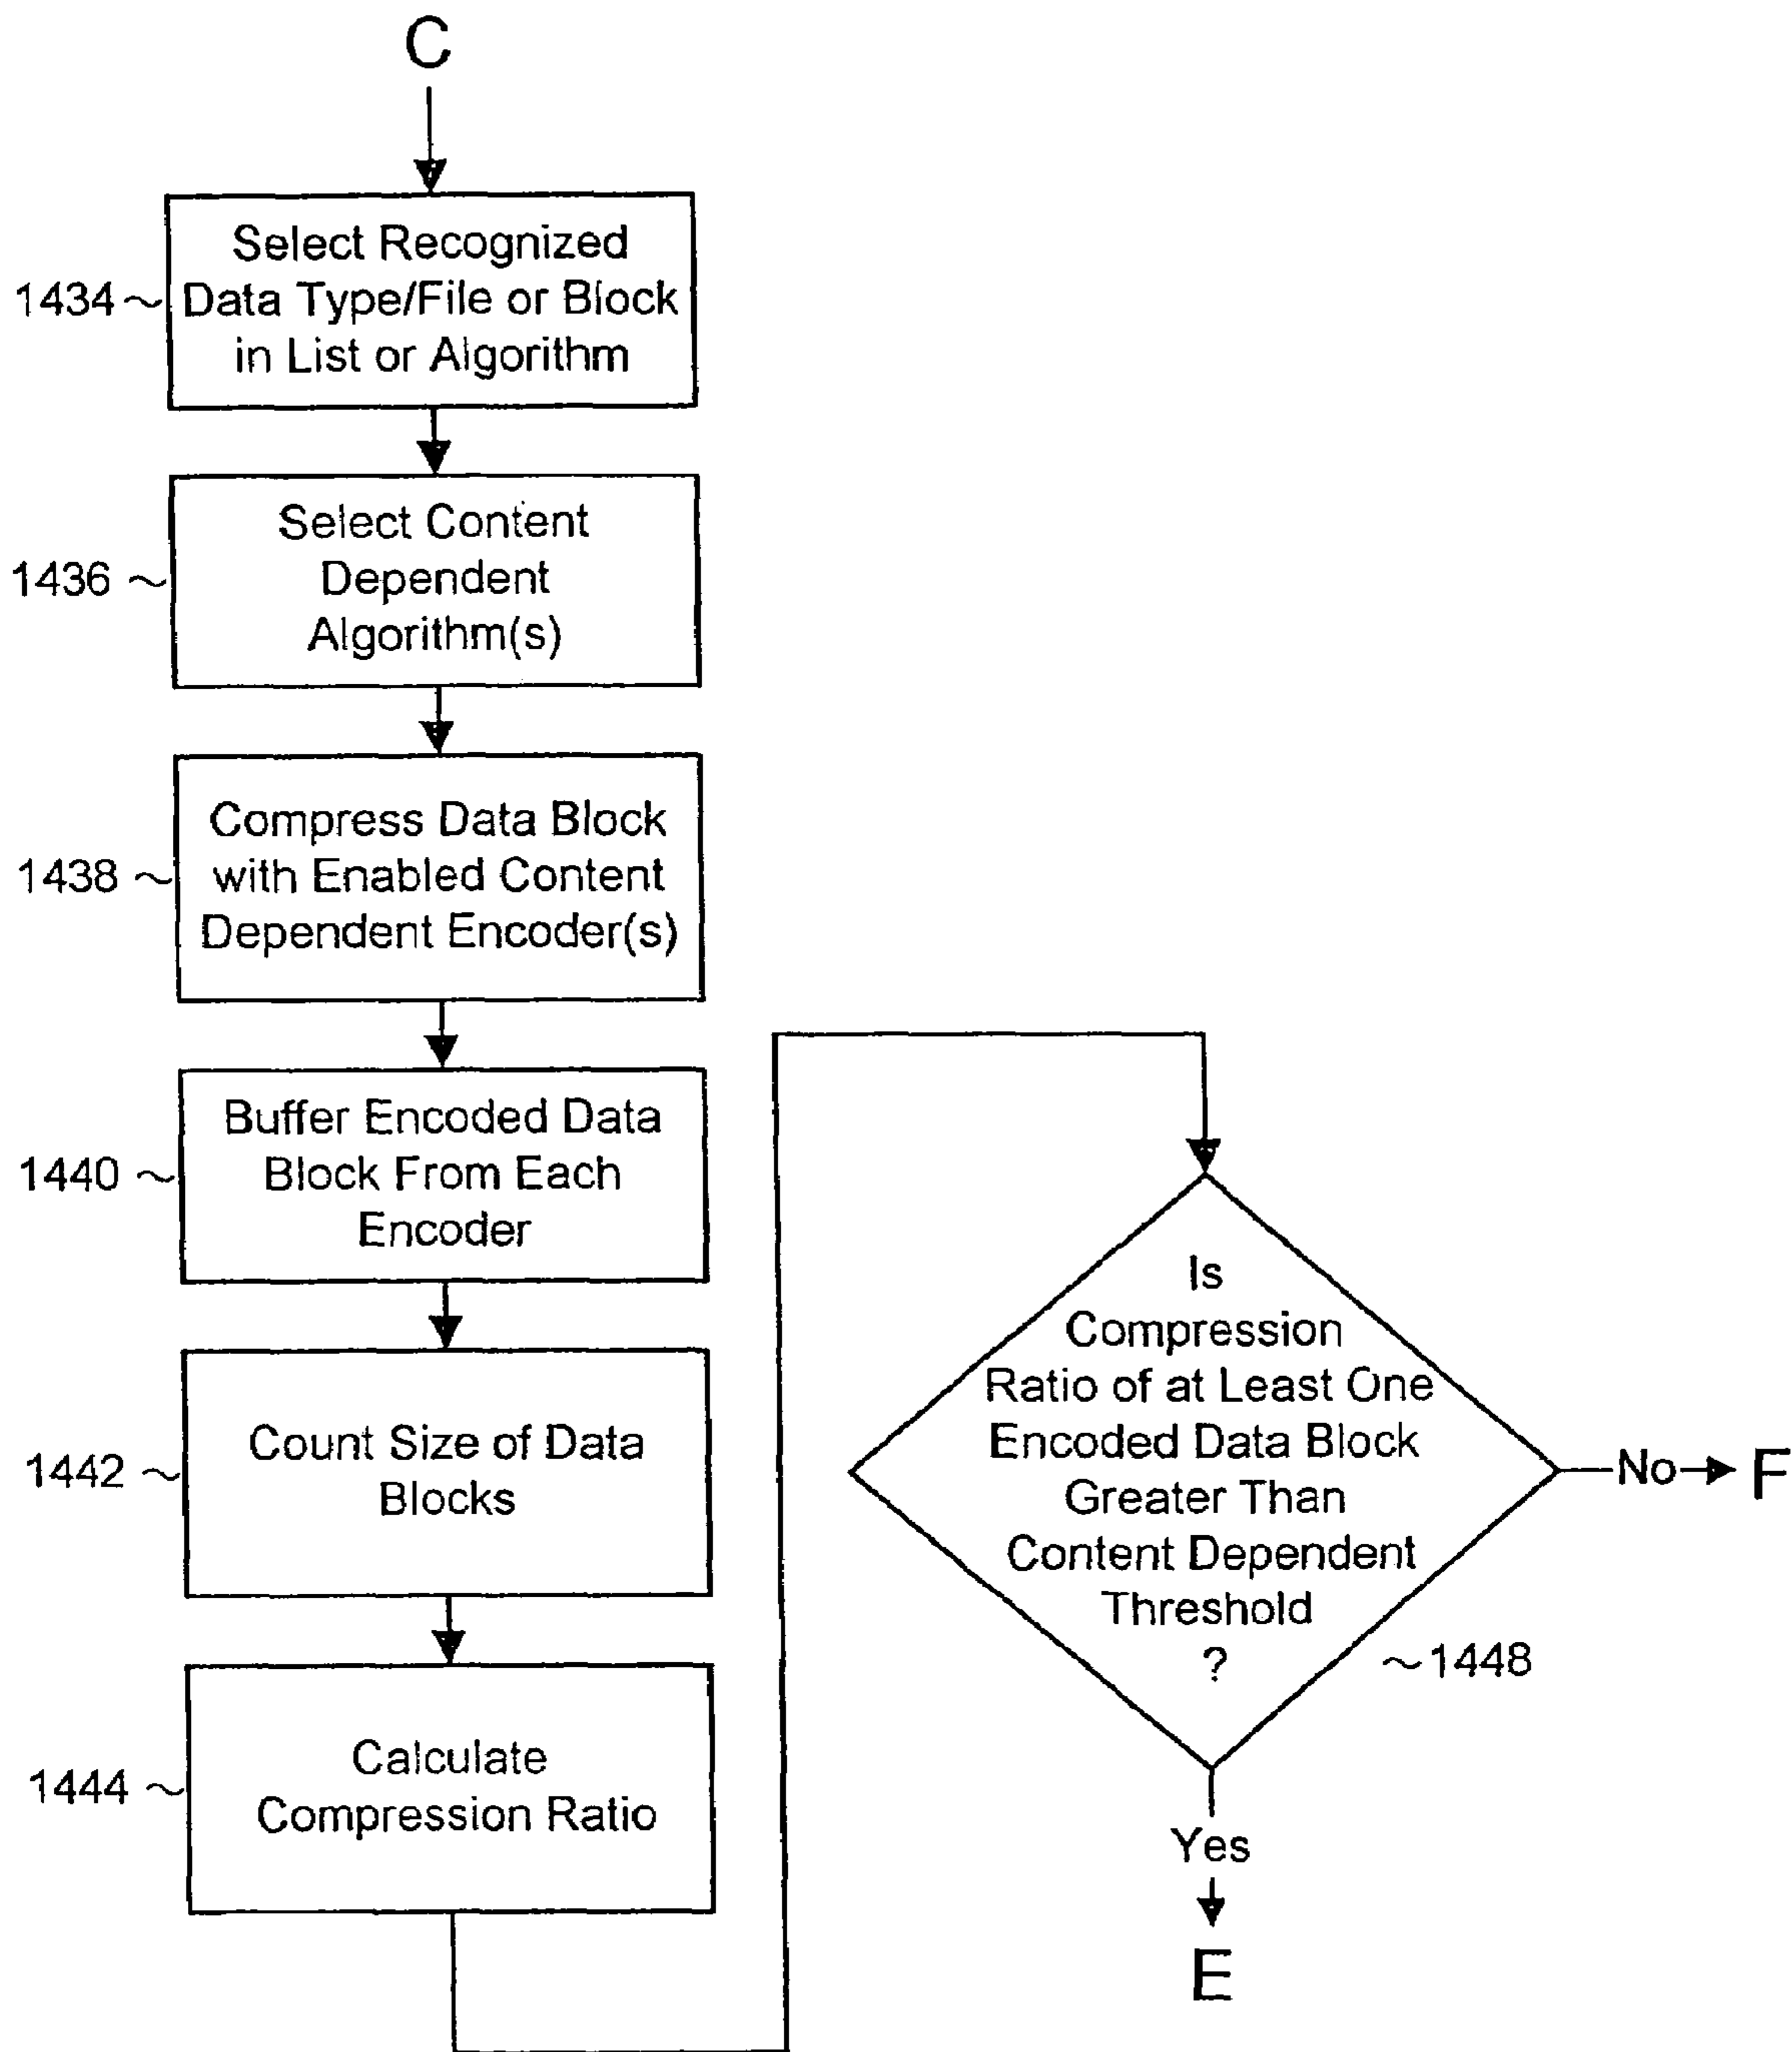 C
Select Recognized
1434 ~ Data Type/File or Block
in List or Algorithm
Select Content
1436 ~ Dependent
Algorithm(s)
Compress Data Block
1438 ~ with Enabled Content
Dependent Encoder(s)
Buffer Encoded Data
1440 ~ Block From Each
Encoder
Count Size of Data
1442 ~ Blocks
Calculate
1444 ~ Compression Ratio
Is
Compression
Ratio of at Least One
Encoded Data Block
Greater Than
Content Dependent
Threshold
?
~1448
No
F
Yes
E